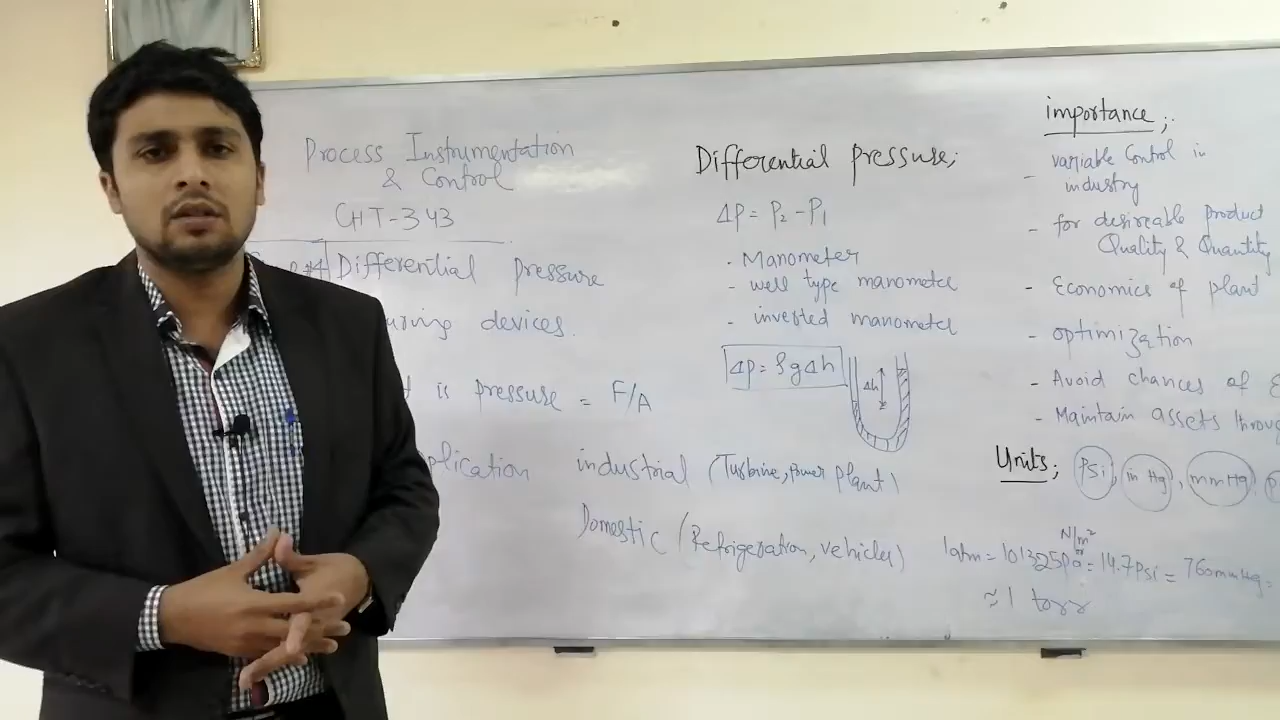 Process Instrumentation
& Control
CHT-343
Differential pressure
devices.
is pressure = F/A
industrial (Turbine, power plant)
Domestic (Refrigeration, vehicles)
Differential pressure;
Δp = P₂ - P₁
. Manometer
- well type manometer
- inverted manometer
Δp = ρgΔh
Δh
importance;.
- variable control in
industry
- for desireable product
Quality & Quantity
- Economics of plant
- optimization
- Avoid chances of
- Maintain assets
Units; Psi, in Hg, mmHg,
N/m²
1atm = 101325pa = 14.7Psi = 760mmHg =
≈ 1 torr